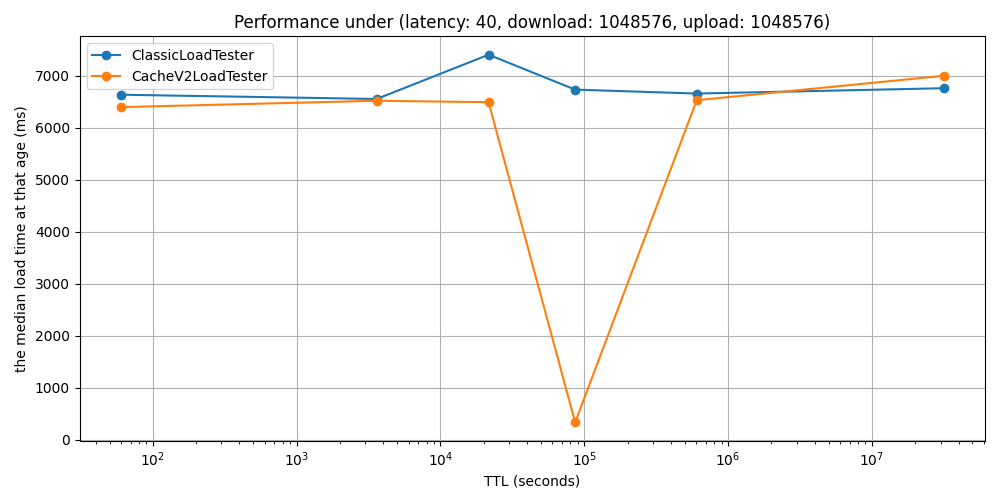 Performance under (latency: 40, download: 1048576, upload: 1048576)
ClassicLoadTester
CacheV2LoadTester
the median load time at that age (ms)
7000
6000
5000
4000
3000
2000
1000
0
10² 10³ 10⁴ 10⁵ 10⁶ 10⁷
TTL (seconds)